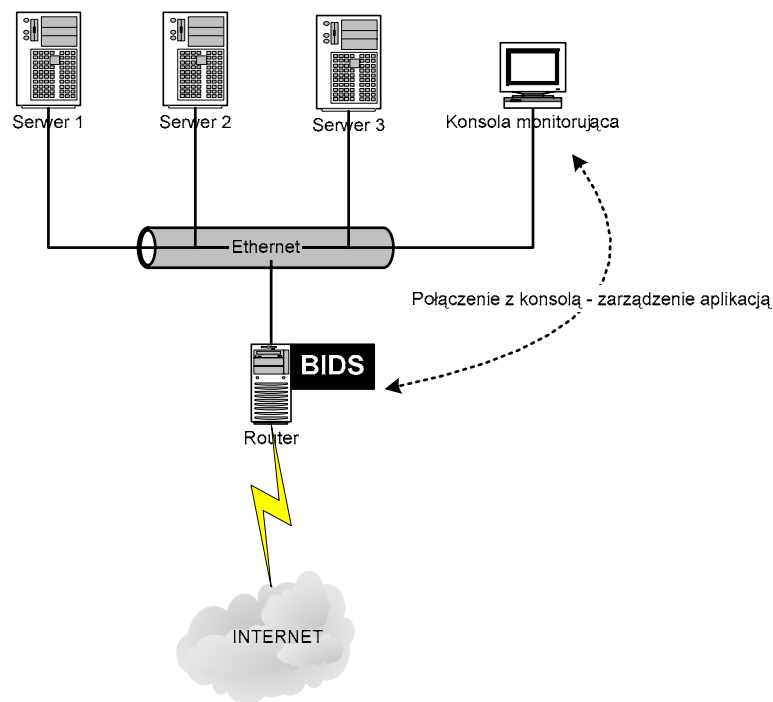 Serwer 1
Serwer 2
Serwer 3
Konsola monitorująca
Ethernet
Połączenie z konsolą - zarządzenie aplikacją
BIDS
Router
INTERNET